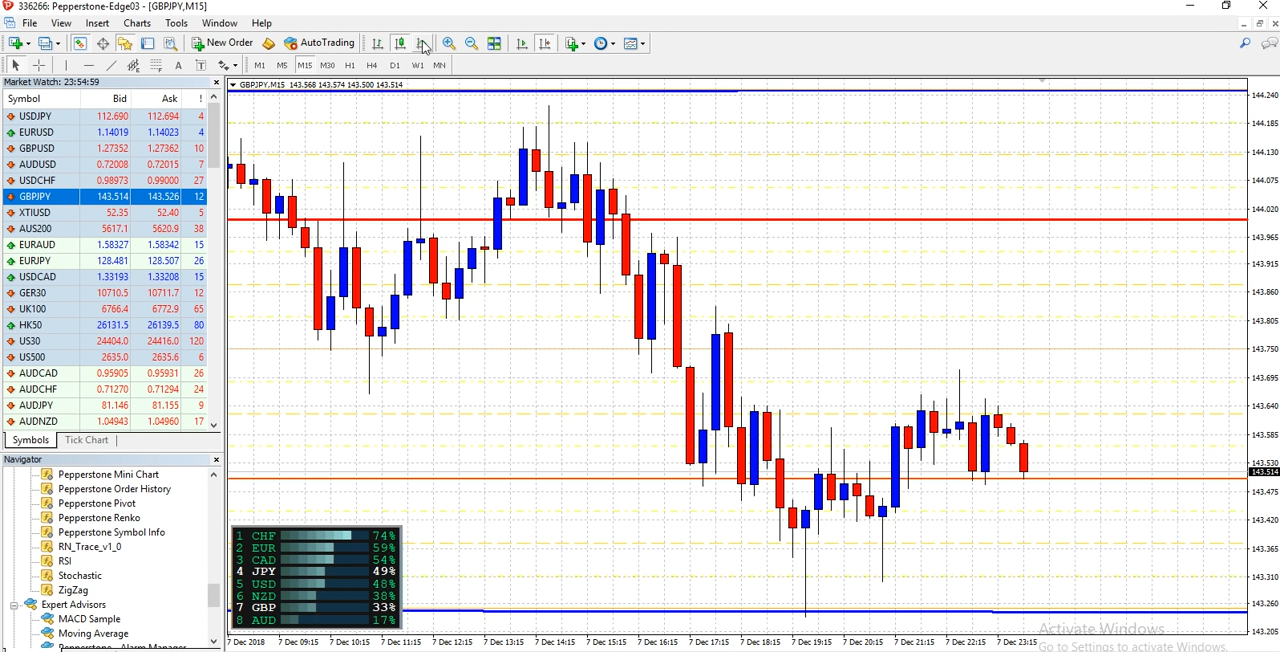 336266: Pepperstone-Edge03 - [GBPJPY,M15]
File View Insert Charts Tools Window Help
New Order AutoTrading
A T M1 M5 M15 M30 H1 H4 D1 W1 MN
Market Watch: 23:54:59
Symbol Bid Ask !
USDJPY 112.690 112.694 4
EURUSD 1.14019 1.14023 4
GBPUSD 1.27352 1.27362 10
AUDUSD 0.72008 0.72015 7
USDCHF 0.98973 0.99000 27
GBPJPY 143.514 143.526 12
XTIUSD 52.35 52.40 5
AUS200 5617.1 5620.9 38
EURAUD 1.58327 1.58342 15
EURJPY 128.481 128.507 26
USDCAD 1.33193 1.33208 15
GER30 10710.5 10711.7 12
UK100 6766.4 6772.9 65
HK50 26131.5 26139.5 80
US30 24404.0 24416.0 120
US500 2635.0 2635.6 6
AUDCAD 0.95905 0.95931 26
AUDCHF 0.71270 0.71294 24
AUDJPY 81.146 81.155 9
AUDNZD 1.04943 1.04960 17
Symbols Tick Chart
Navigator
Pepperstone Mini Chart
Pepperstone Order History
Pepperstone Pivot
Pepperstone Renko
Pepperstone Symbol Info
RN_Trace_v1_0
RSI
Stochastic
ZigZag
Expert Advisors
MACD Sample
Moving Average
Pepperstone - Alarm Manager
GBPJPY,M15 143.568 143.574 143.500 143.514
144.240
144.185
144.130
144.075
144.020
143.965
143.915
143.860
143.805
143.750
143.695
143.640
143.585
143.530
143.514
143.475
143.420
143.365
143.310
143.260
143.205
1 CHF 74%
2 EUR 59%
3 CAD 54%
4 JPY 49%
5 USD 48%
6 NZD 38%
7 GBP 33%
8 AUD 17%
7 Dec 2018 7 Dec 09:15 7 Dec 10:15 7 Dec 11:15 7 Dec 12:15 7 Dec 13:15 7 Dec 14:15 7 Dec 15:15 7 Dec 16:15 7 Dec 17:15 7 Dec 18:15 7 Dec 19:15 7 Dec 20:15 7 Dec 21:15 7 Dec 22:15 7 Dec 23:15
Activate Windows
Go to Settings to activate Windows.